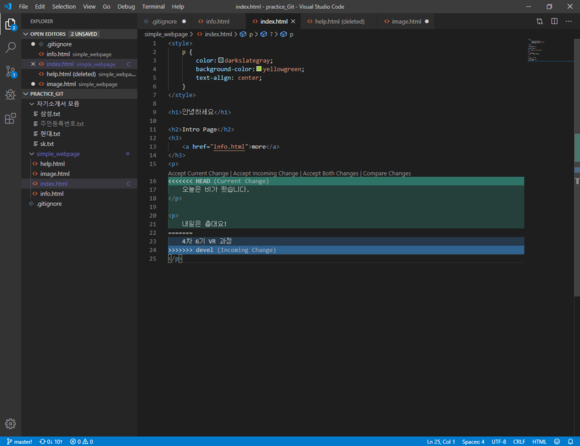 File Edit Selection View Go Debug Terminal Help
index.html - practice_Git - Visual Studio Code
EXPLORER
OPEN EDITORS 2 UNSAVED
.gitignore
info.html simple_webpage
index.html simple_webpage C
help.html (deleted) simple_webpa...
image.html simple_webpage
PRACTICE_GIT
자기소개서 모음
삼성.txt
주민등록번호.txt
현대.txt
sk.txt
simple_webpage
help.html
image.html
index.html C
info.html
.gitignore
.gitignore info.html index.html help.html (deleted) image.html
simple_webpage > index.html > p > ? > p
1 <style>
2 p {
3 color: darkslategray;
4 background-color: yellowgreen;
5 text-align: center;
6 }
7 </style>
8
9 <h1>안녕하세요</h1>
10
11 <h2>Intro Page</h2>
12 <h3>
13 <a href="info.html">more</a>
14 </h3>
15 <p>
Accept Current Change | Accept Incoming Change | Accept Both Changes | Compare Changes
16 <<<<<<< HEAD (Current Change)
17 오늘은 비가 왔습니다.
18 </p>
19
20 <p>
21 내일은 춥대요!
22 =======
23 4차 6기 VR 과정
24 >>>>>>> devel (Incoming Change)
25 </p>
master! 0↓ 10↑ 0 0 Ln 25, Col 1 Spaces: 4 UTF-8 CRLF HTML